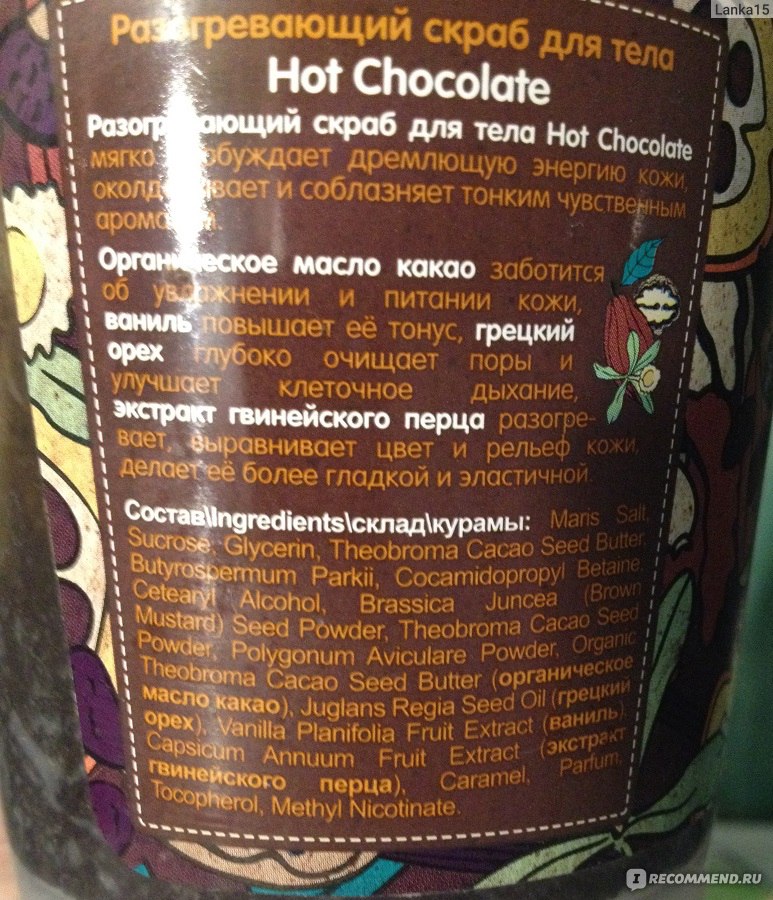 Lanka15
Разогревающий скраб для тела
Hot Chocolate
Разогревающий скраб для тела Hot Chocolate
мягко пробуждает дремлющую энергию кожи,
околдовывает и соблазняет тонким чувственным
ароматом.
Органическое масло какао заботится
об увлажнении и питании кожи,
ваниль повышает её тонус, грецкий
орех глубоко очищает поры и
улучшает клеточное дыхание,
экстракт гвинейского перца разогре-
вает, выравнивает цвет и рельеф кожи,
делает её более гладкой и эластичной.
Состав\Ingredients\склад\курамы: Maris Salt,
Sucrose, Glycerin, Theobroma Cacao Seed Butter,
Butyrospermum Parkii, Cocamidopropyl Betaine,
Cetearyl Alcohol, Brassica Juncea (Brown
Mustard) Seed Powder, Theobroma Cacao Seed
Powder, Polygonum Aviculare Powder, Organic
Theobroma Cacao Seed Butter (органическое
масло какао), Juglans Regia Seed Oil (грецкий
орех), Vanilla Planifolia Fruit Extract (ваниль),
Capsicum Annuum Fruit Extract (экстракт
гвинейского перца), Caramel, Parfum,
Tocopherol, Methyl Nicotinate.
IRECOMMEND.RU